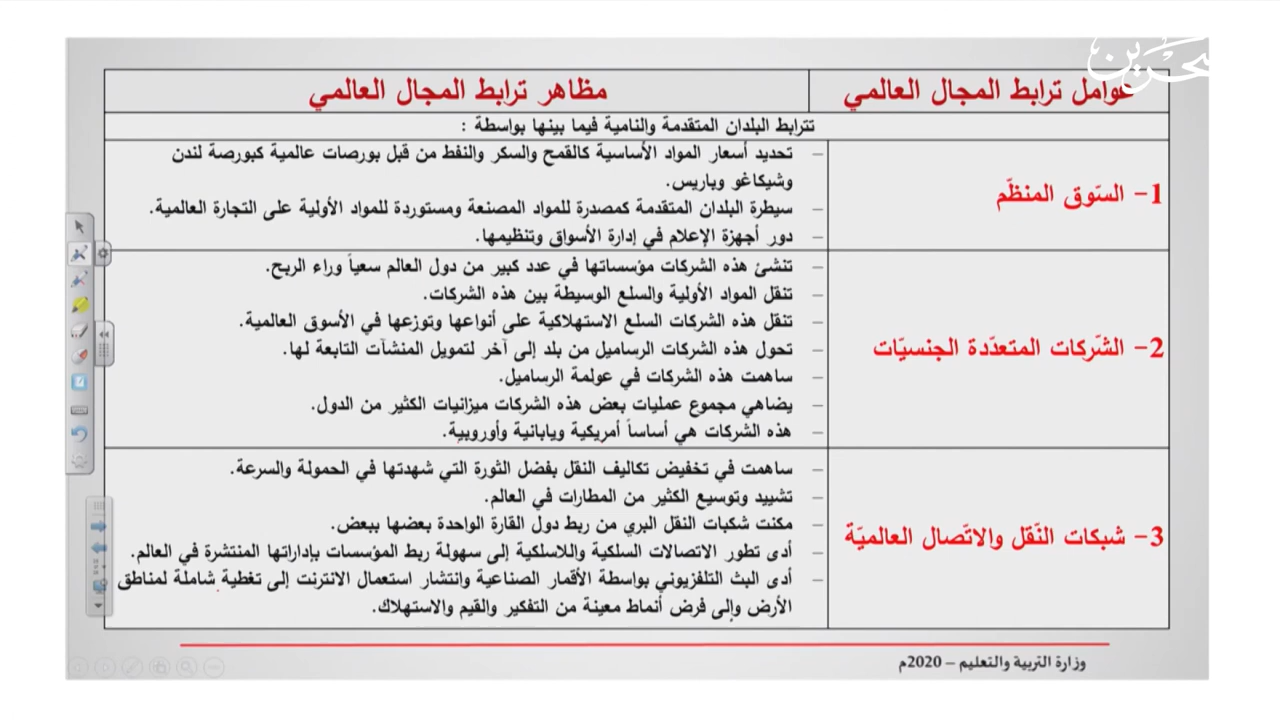 البحرين
عوامل ترابط المجال العالمي
مظاهر ترابط المجال العالمي
تترابط البلدان المتقدمة والنامية فيما بينها بواسطة :
1- السّوق المنظّم
– تحديد أسعار المواد الأساسية كالقمح والسكر والنفط من قبل بورصات عالمية كبورصة لندن
وشيكاغو وباريس.
– سيطرة البلدان المتقدمة كمصدرة للمواد المصنعة ومستوردة للمواد الأولية على التجارة العالمية.
– دور أجهزة الإعلام في إدارة الأسواق وتنظيمها.
2- الشّركات المتعدّدة الجنسيّات
– تنشئ هذه الشركات مؤسساتها في عدد كبير من دول العالم سعياً وراء الربح.
– تنقل المواد الأولية والسلع الوسيطة بين هذه الشركات.
– تنقل هذه الشركات السلع الاستهلاكية على أنواعها وتوزعها في الأسوق العالمية.
– تحول هذه الشركات الرساميل من بلد إلى آخر لتمويل المنشآت التابعة لها.
– ساهمت هذه الشركات في عولمة الرساميل.
– يضاهي مجموع عمليات بعض هذه الشركات ميزانيات الكثير من الدول.
– هذه الشركات هي أساساً أمريكية ويابانية وأوروبية.
3- شبكات النّقل والاتّصال العالميّة
– ساهمت في تخفيض تكاليف النقل بفضل الثورة التي شهدتها في الحمولة والسرعة.
– تشييد وتوسيع الكثير من المطارات في العالم.
– مكنت شكبات النقل البري من ربط دول القارة الواحدة بعضها ببعض.
– أدى تطور الاتصالات السلكية واللاسلكية إلى سهولة ربط المؤسسات بإداراتها المنتشرة في العالم.
– أدى البث التلفزيوني بواسطة الأقمار الصناعية وانتشار استعمال الانترنت إلى تغطية شاملة لمناطق
الأرض وإلى فرض أنماط معينة من التفكير والقيم والاستهلاك.
وزارة التربية والتعليم – 2020م